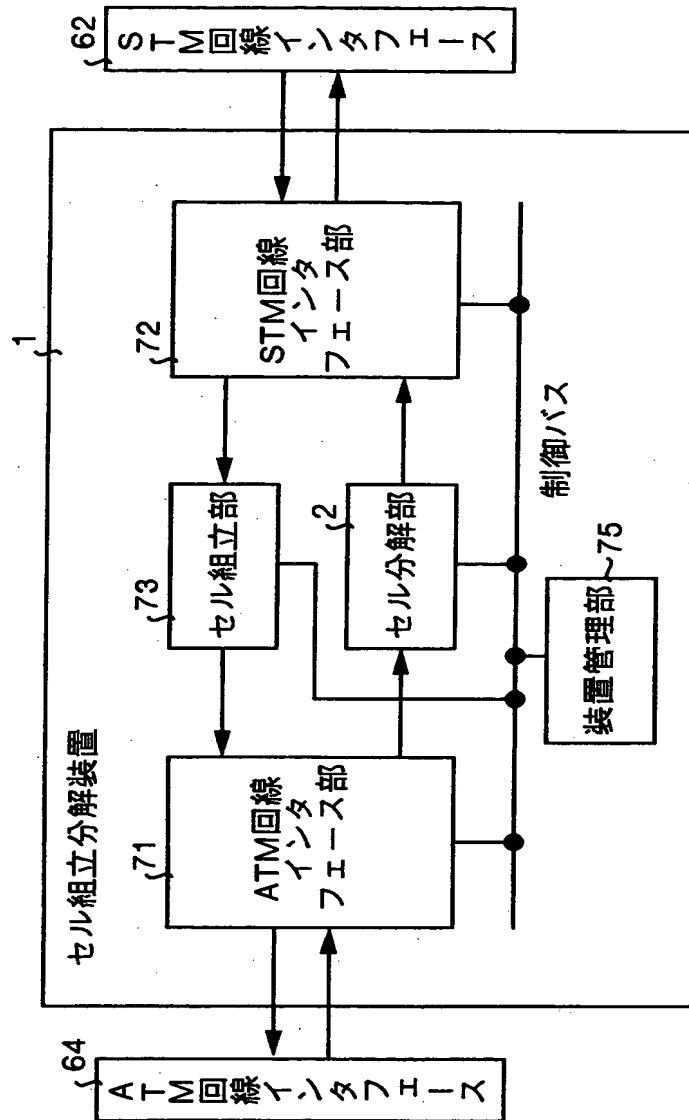 セル組立分解装置
1
64
ATM回線インタフェース
71
ATM回線
インタ
フェース部
73
セル組立部
2
セル分解部
72
STM回線
インタ
フェース部
62
STM回線インタフェース
制御バス
装置管理部
75